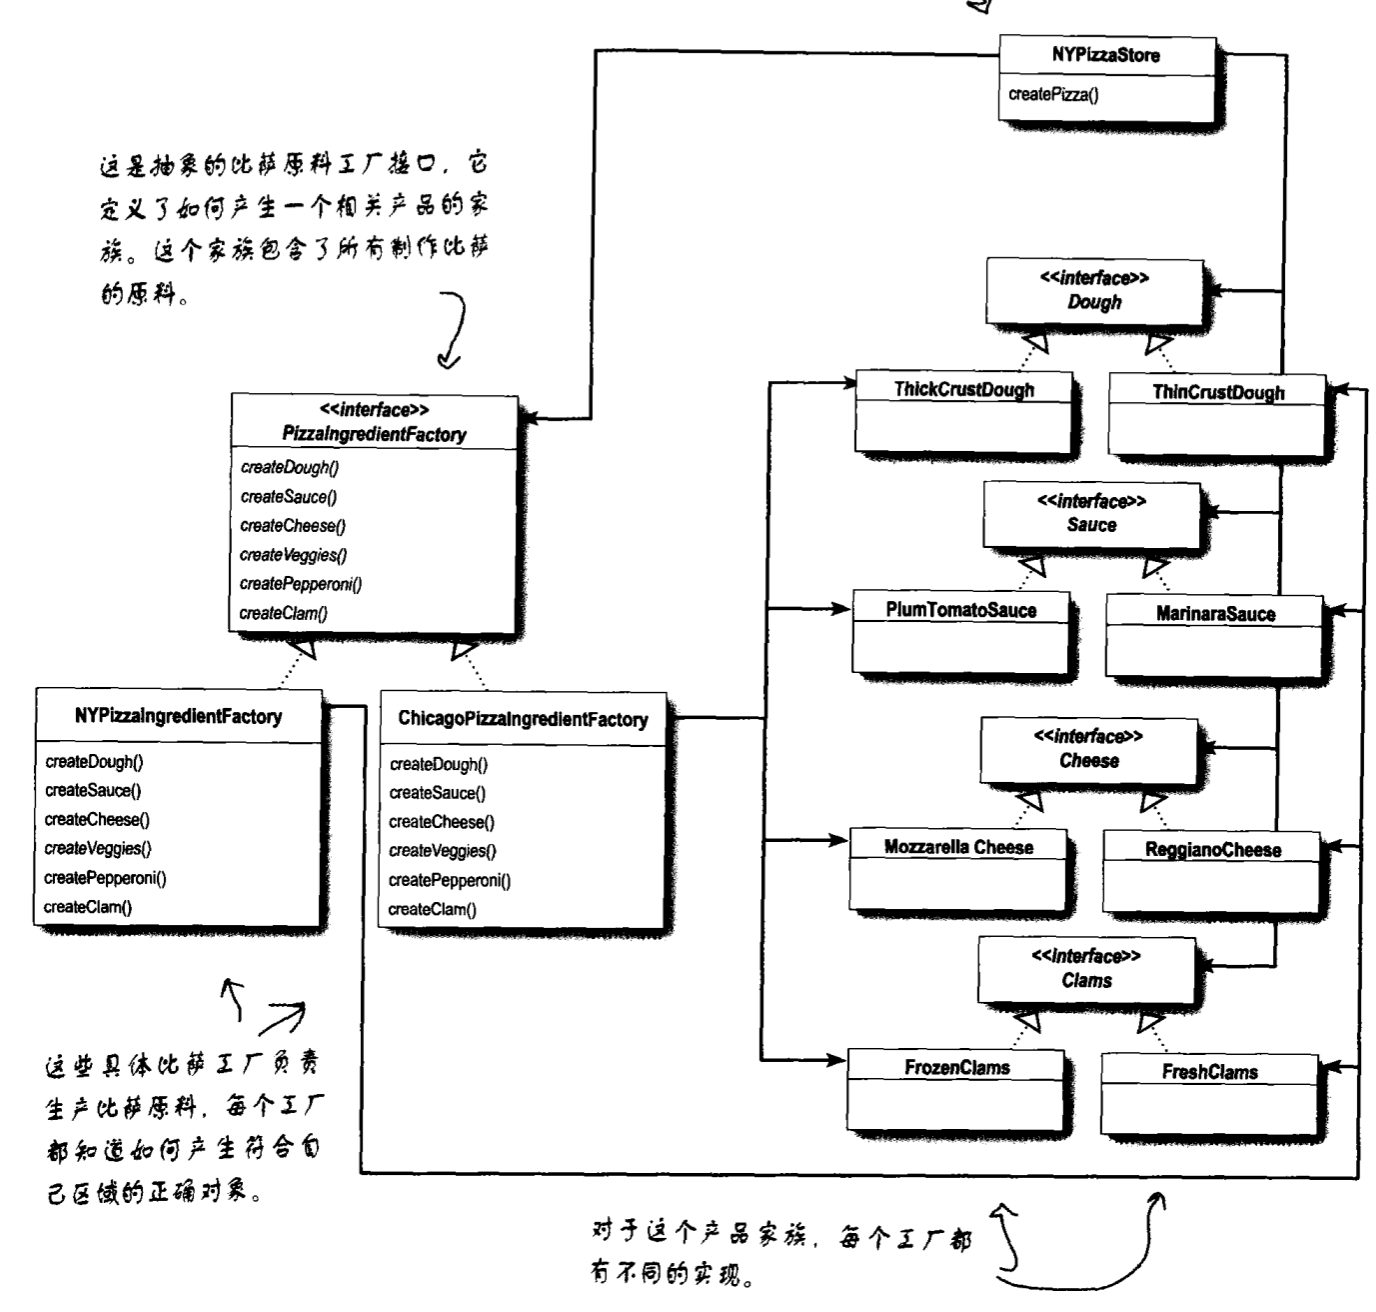 NYPizzaStore
createPizza()
这是抽象的比萨原料工厂接口，它
定义了如何产生一个相关产品的家
族。这个家族包含了所有制作比萨
的原料。
<<interface>>
Dough
ThickCrustDough
ThinCrustDough
<<interface>>
PizzaIngredientFactory
createDough()
createSauce()
createCheese()
createVeggies()
createPepperoni()
createClam()
<<interface>>
Sauce
PlumTomatoSauce
MarinaraSauce
NYPizzaIngredientFactory
createDough()
createSauce()
createCheese()
createVeggies()
createPepperoni()
createClam()
ChicagoPizzaIngredientFactory
createDough()
createSauce()
createCheese()
createVeggies()
createPepperoni()
createClam()
<<interface>>
Cheese
Mozzarella Cheese
ReggianoCheese
<<interface>>
Clams
FrozenClams
FreshClams
这些具体比萨工厂负责
生产比萨原料，每个工厂
都知道如何产生符合自
己区域的正确对象。
对于这个产品家族，每个工厂都
有不同的实现。